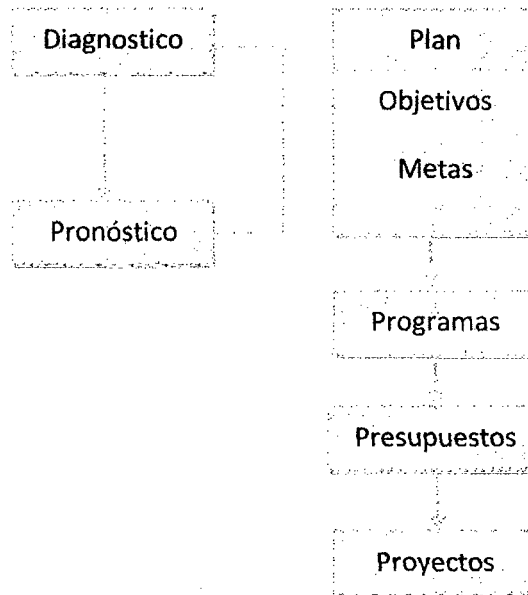 Diagnostico
Pronóstico
Plan
Objetivos
Metas
Programas
Presupuestos
Proyectos